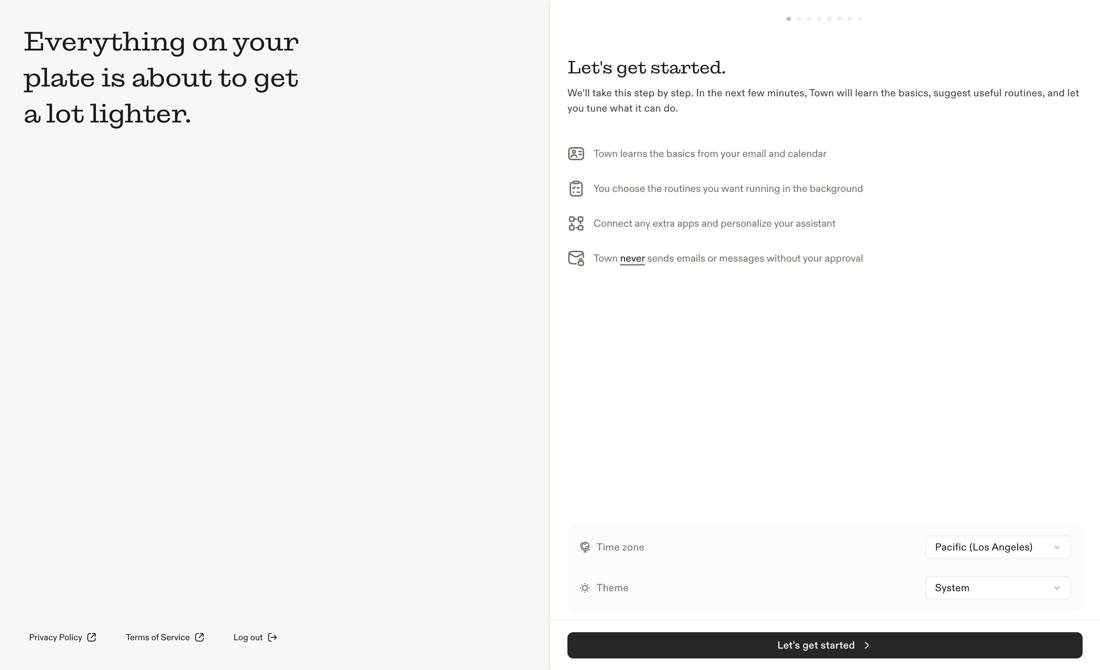 Everything on your
plate is about to get
a lot lighter.
Privacy Policy
Terms of Service
Log out
Let's get started.
We'll take this step by step. In the next few minutes, Town will learn the basics, suggest useful routines, and let
you tune what it can do.
Town learns the basics from your email and calendar
You choose the routines you want running in the background
Connect any extra apps and personalize your assistant
Town never sends emails or messages without your approval
Time zone
Pacific (Los Angeles)
Theme
System
Let's get started